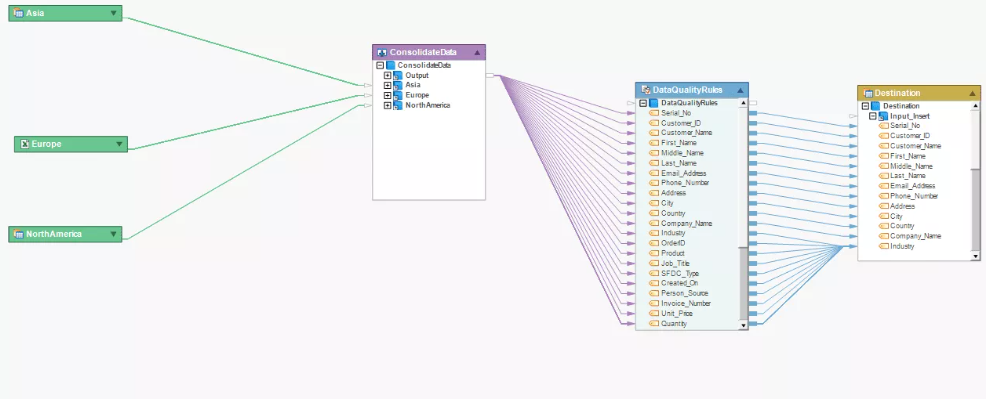 Asia
Europe
NorthAmerica
ConsolidateData
ConsolidateData
Output
Asia
Europe
NorthAmerica
DataQualityRules
DataQualityRules
Serial_No
Customer_ID
Customer_Name
First_Name
Middle_Name
Last_Name
Email_Address
Phone_Number
Address
City
Country
Company_Name
Industy
OrderID
Product
Job_Title
SFDC_Type
Created_On
Person_Source
Invoice_Number
Unit_Price
Quantity
Destination
Destination
Input_Insert
Serial_No
Customer_ID
Customer_Name
First_Name
Middle_Name
Last_Name
Email_Address
Phone_Number
Address
City
Country
Company_Name
Industy